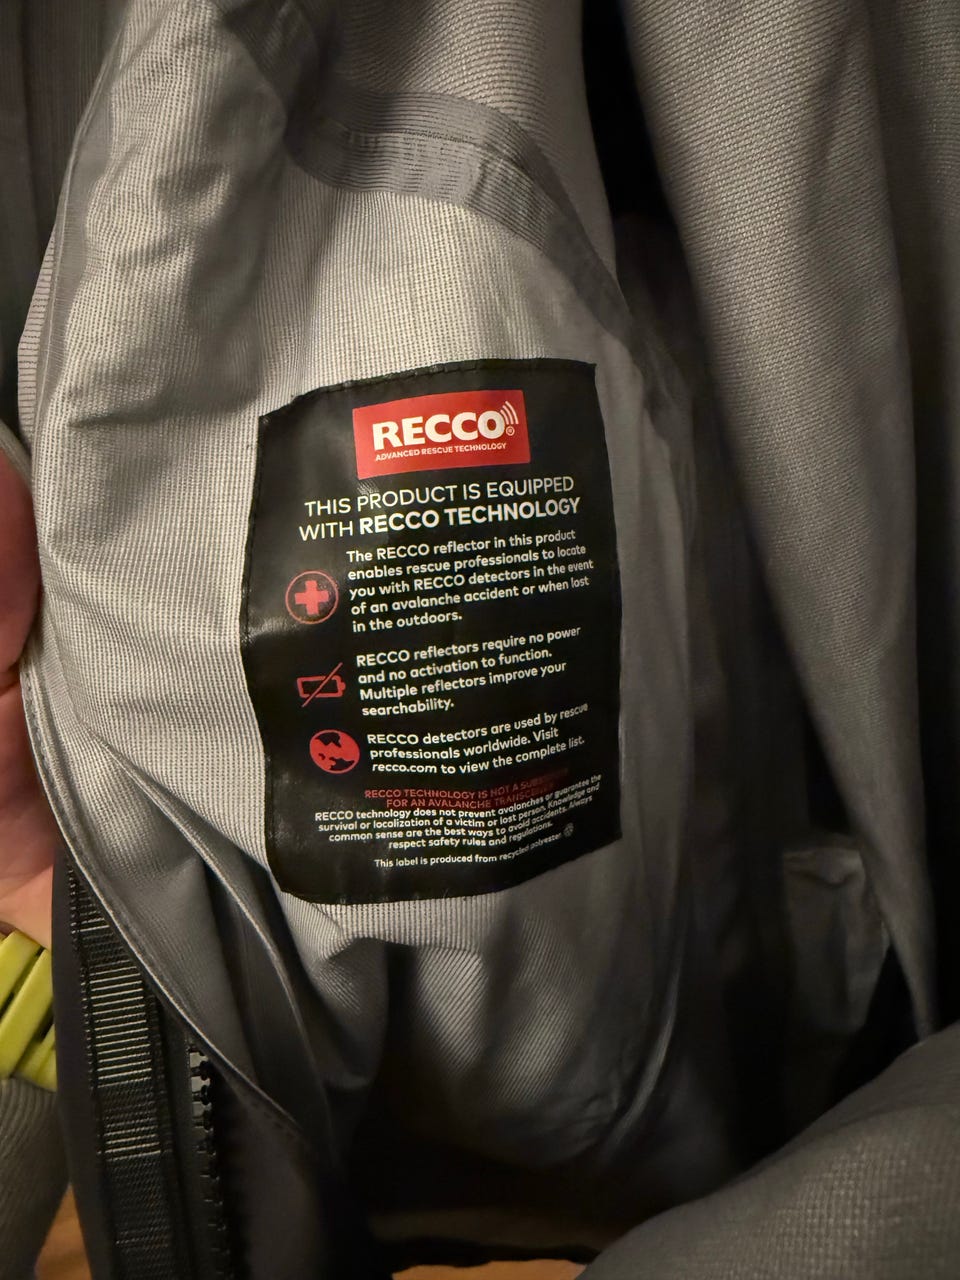 RECCO®
ADVANCED RESCUE TECHNOLOGY
THIS PRODUCT IS EQUIPPED
WITH RECCO TECHNOLOGY
The RECCO reflector in this product
enables rescue professionals to locate
you with RECCO detectors in the event
of an avalanche accident or when lost
in the outdoors.
RECCO reflectors require no power
and no activation to function.
Multiple reflectors improve your
searchability.
RECCO detectors are used by rescue
professionals worldwide. Visit
recco.com to view the complete list.
RECCO TECHNOLOGY IS NOT A
FOR AN AVALANCHE
RECCO technology does not prevent avalanches or guarantee the
survival or localization of a victim or lost person. Knowledge and
common sense are the best ways to avoid accidents. Always
respect safety rules and regulations.
This label is produced from recycled polyester